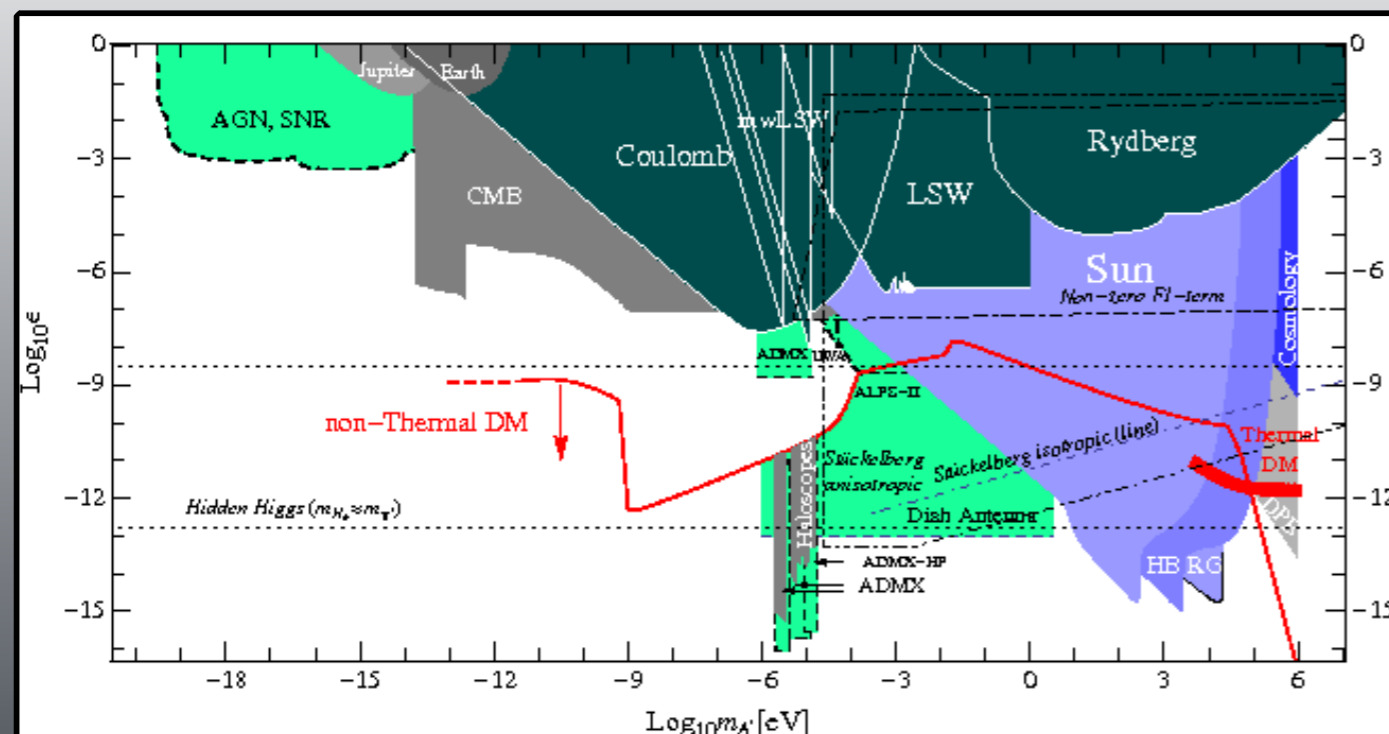 0
0
Jupiter
Earth
AGN, SNR
mwLSW
Rydberg
Coulomb
−3
−3
CMB
LSW
−6
Sun
−6
Non−zero FI−term
Cosmology
Log₁₀ϵ
ADMX
−9
−9
ALPS−II
non−Thermal DM
Stückelberg isotropic (line)
Thermal
DM
Stückelberg
anisotropic
Haloscopes
−12
−12
Hidden Higgs (
Dish Antenna
HB
RG
ADMX−HF
ADMX
−15
−15
−18
−15
−12
−9
−6
−3
0
3
6
Log₁₀mA′[eV]